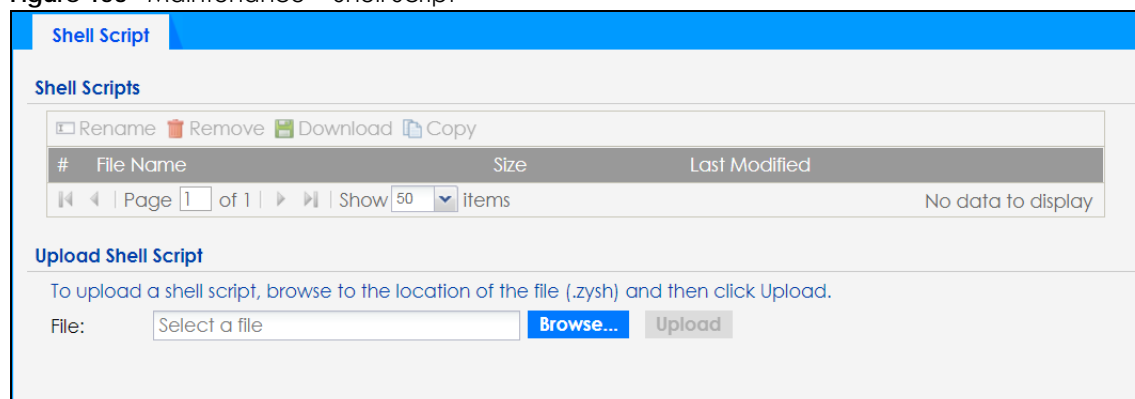 Shell Script
Shell Scripts
Rename Remove Download Copy
# File Name Size Last Modified
Page 1 of 1 Show 50 items No data to display
Upload Shell Script
To upload a shell script, browse to the location of the file (.zysh) and then click Upload.
File: Select a file Browse... Upload